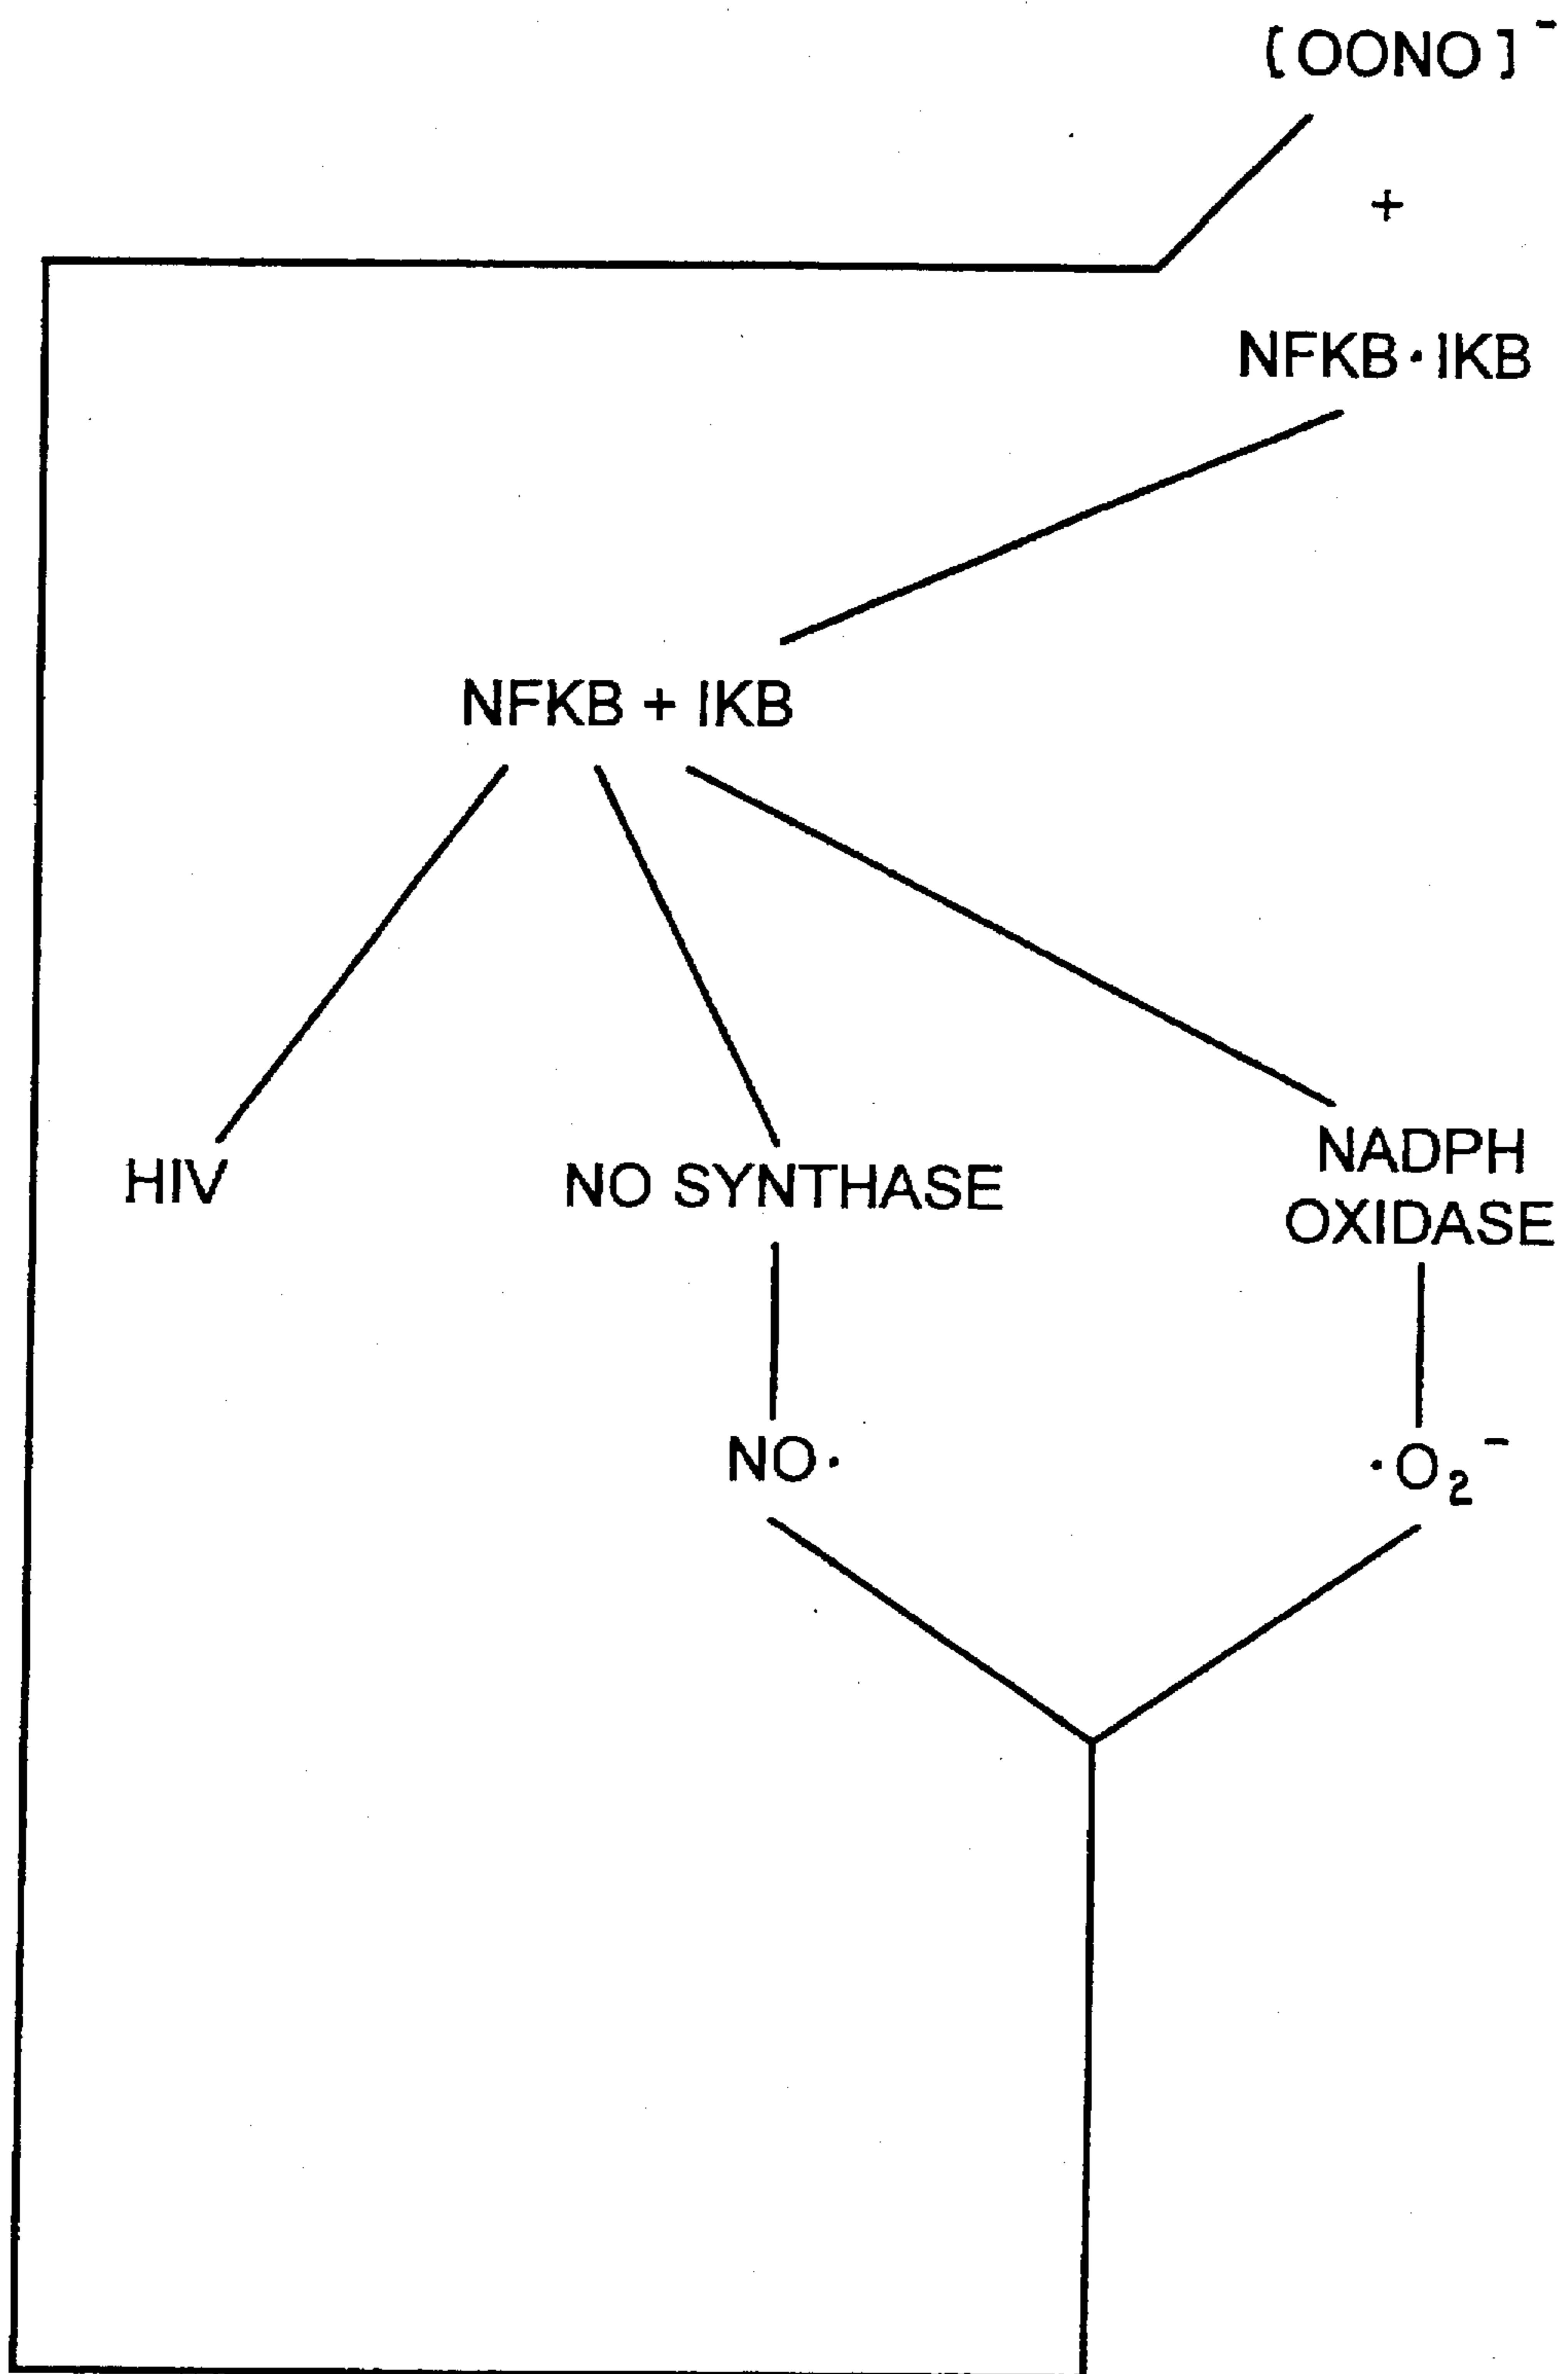 [OONO]⁻
+
NFKB·IKB
NFKB + IKB
HIV
NO SYNTHASE
NADPH
OXIDASE
NO·
·O₂⁻